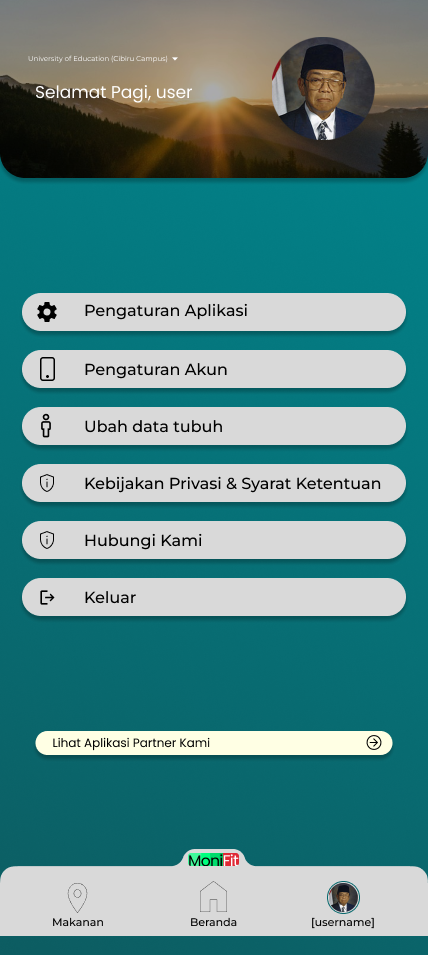 University of Education (Cibiru Campus)
Selamat Pagi, user
Pengaturan Aplikasi
Pengaturan Akun
Ubah data tubuh
Kebijakan Privasi & Syarat Ketentuan
Hubungi Kami
Keluar
Lihat Aplikasi Partner Kami
MoniFit
Makanan
Beranda
[username]